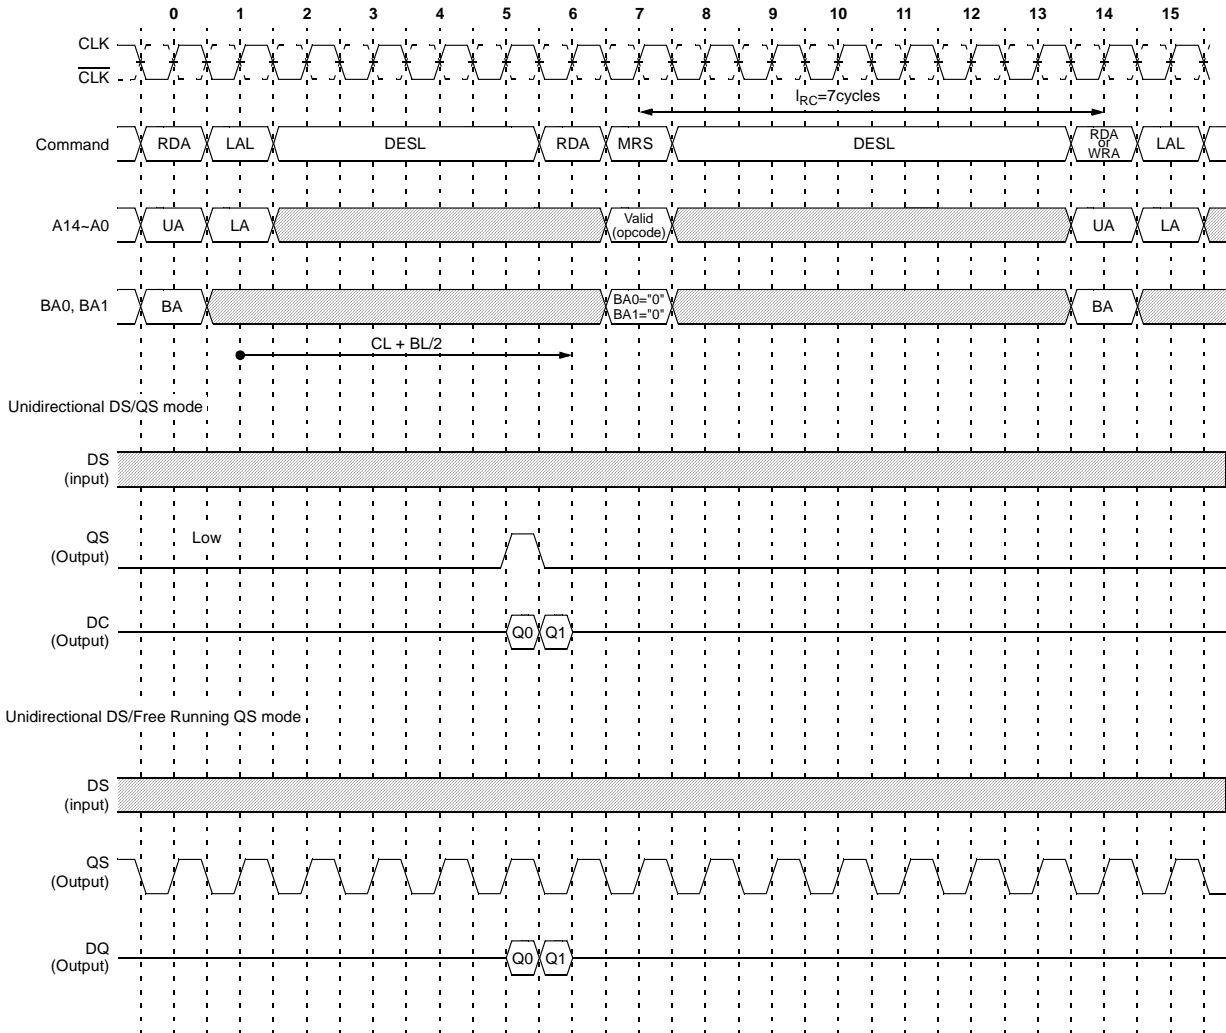 0 1 2 3 4 5 6 7 8 9 10 11 12 13 14 15
CLK
CLK
IRC=7cycles
Command RDA LAL DESL RDA MRS DESL RDA or WRA LAL
A14~A0 UA LA Valid (opcode) UA LA
BA0, BA1 BA BA0="0" BA1="0" BA
CL + BL/2
Unidirectional DS/QS mode
DS
(input)
QS
(Output)
Low
DC
(Output)
Q0 Q1
Unidirectional DS/Free Running QS mode
DS
(input)
QS
(Output)
DQ
(Output)
Q0 Q1